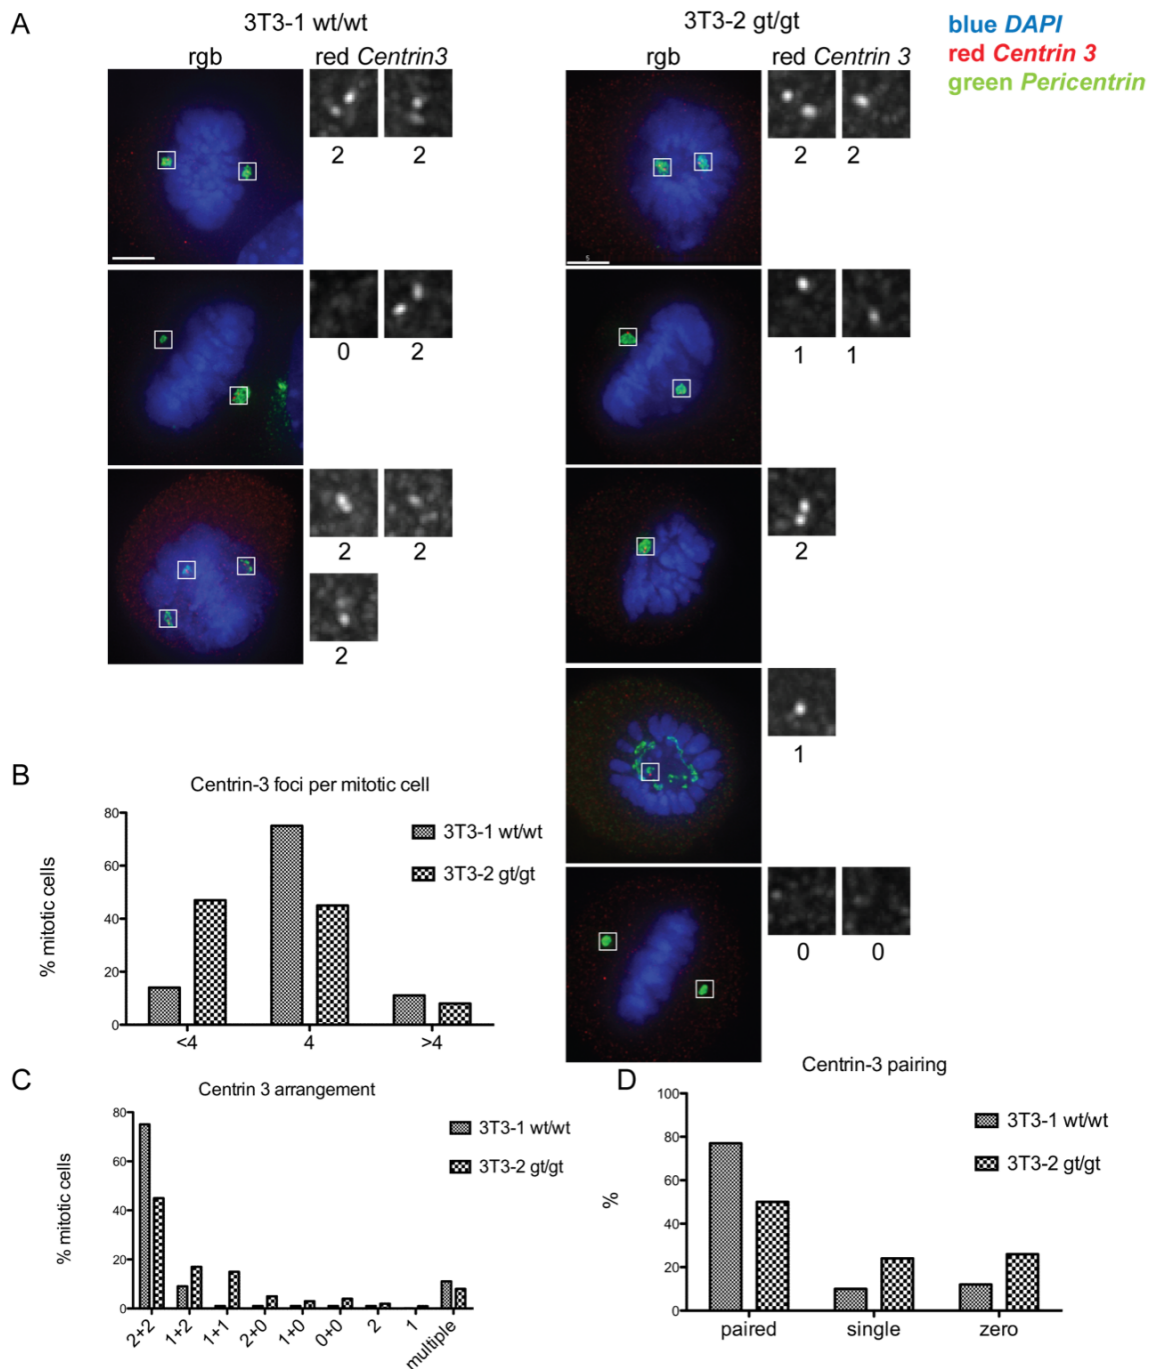 A
3T3-1 wt/wt
rgb
red Centrin3
2
2
0
2
2
2
2
3T3-2 gt/gt
rgb
red Centrin 3
2
2
5
1
1
2
1
0
0
blue DAPI
red Centrin 3
green Pericentrin
B
Centrin-3 foci per mitotic cell
% mitotic cells
80
60
40
20
0
<4
4
>4
3T3-1 wt/wt
3T3-2 gt/gt
C
Centrin 3 arrangement
% mitotic cells
80
60
40
20
0
2+2
1+2
1+1
2+0
1+0
0+0
2
1
multiple
3T3-1 wt/wt
3T3-2 gt/gt
D
Centrin-3 pairing
%
100
80
60
40
20
0
paired
single
zero
3T3-1 wt/wt
3T3-2 gt/gt